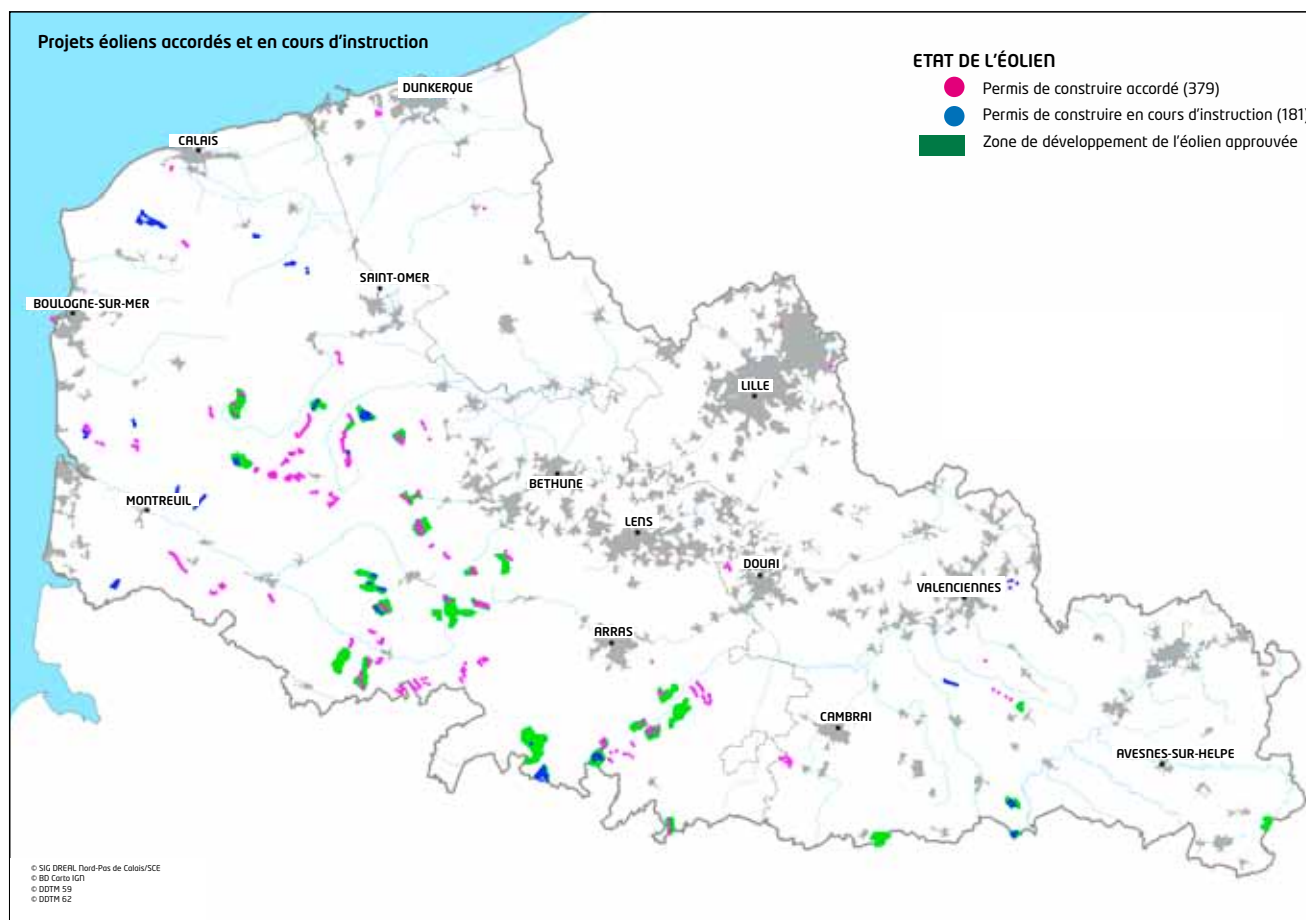 Projets éoliens accordés et en cours d'instruction
ETAT DE L'ÉOLIEN
Permis de construire accordé (379)
Permis de construire en cours d'instruction (181)
Zone de développement de l'éolien approuvée
DUNKERQUE
CALAIS
SAINT-OMER
BOULOGNE-SUR-MER
LILLE
BETHUNE
MONTREUIL
LENS
DOUAI
VALENCIENNES
ARRAS
CAMBRAI
AVESNES-SUR-HELPE
© SIG DREAL Nord-Pas de Calais/SCE
© BD Carto IGN
© DDTM 59
© DDTM 62